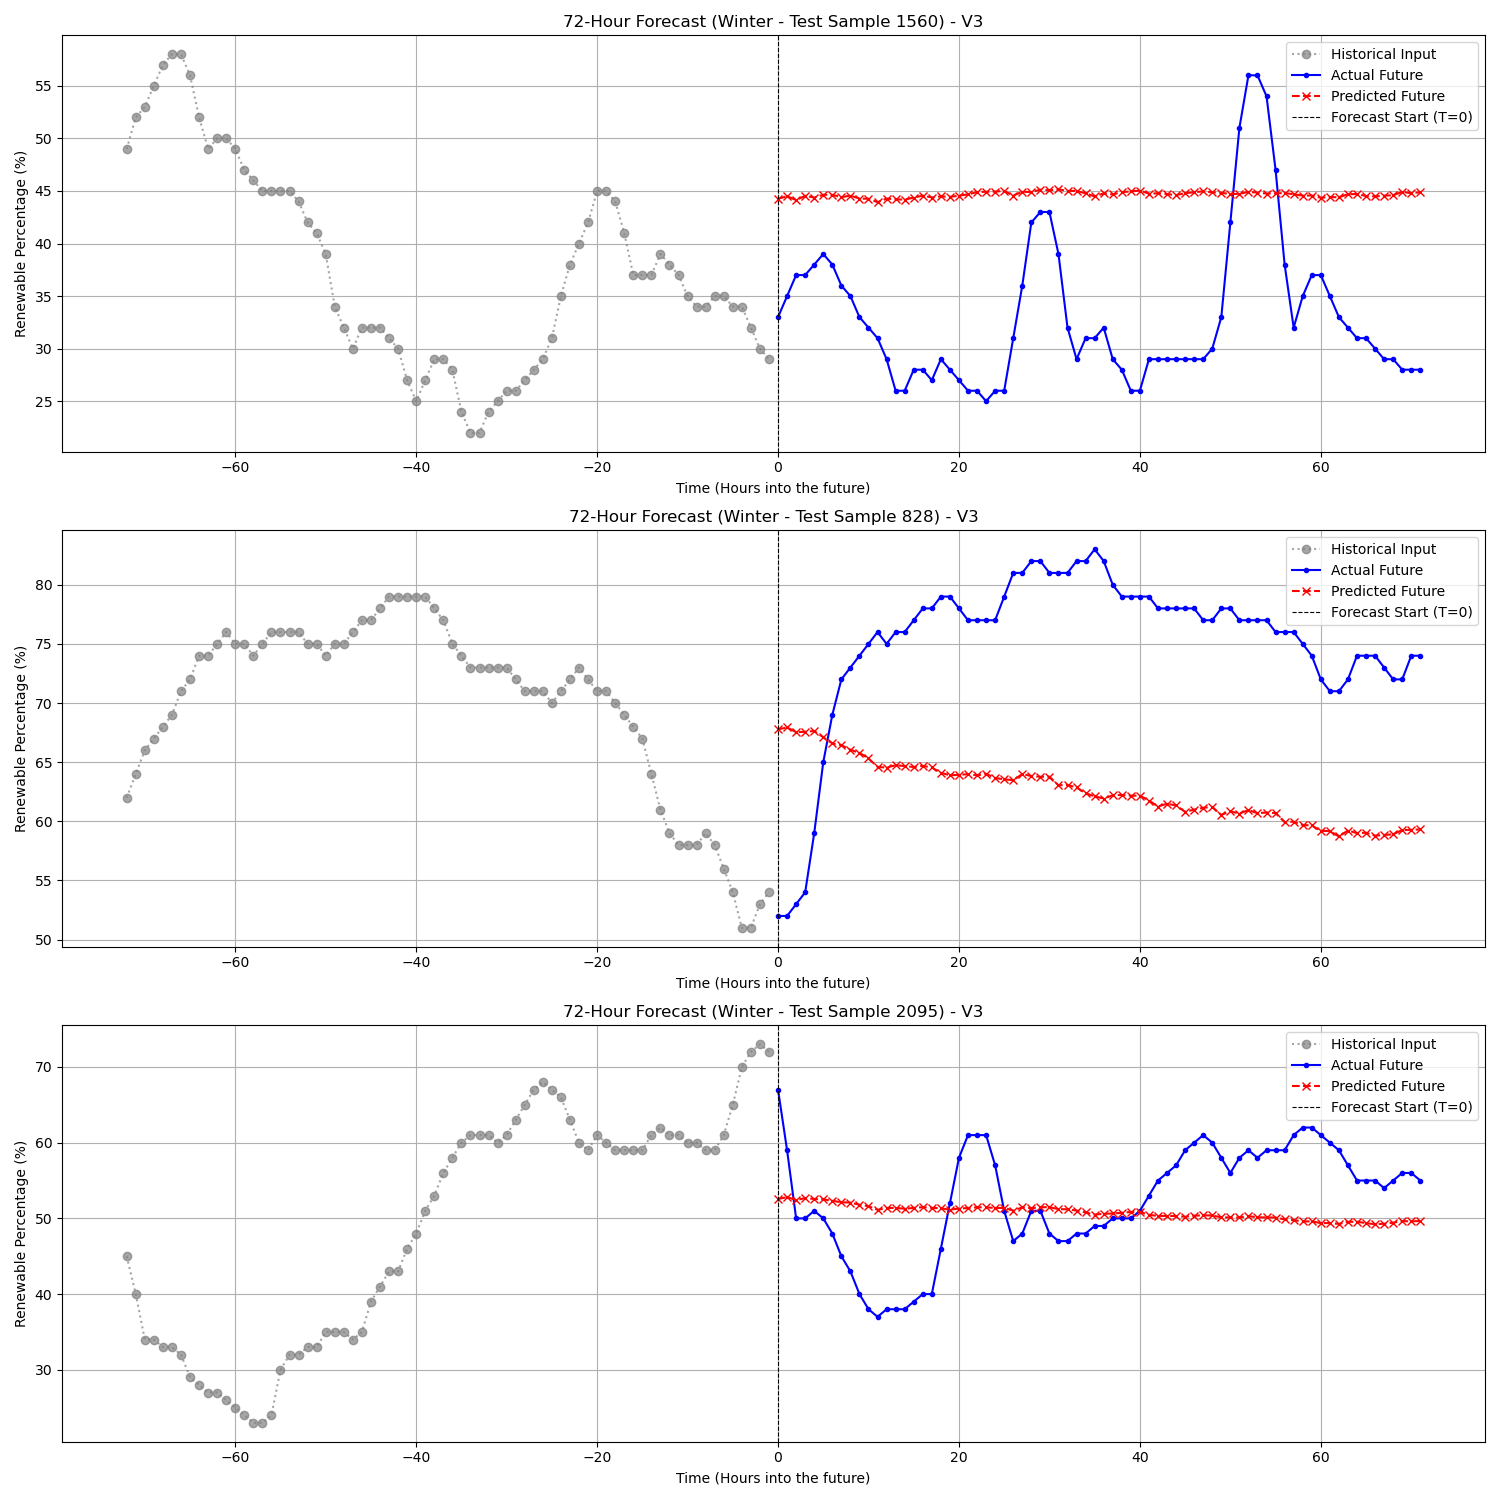 72-Hour Forecast (Winter - Test Sample 1560) - V3
Renewable Percentage (%)
55
50
45
40
35
30
25
Historical Input
Actual Future
Predicted Future
Forecast Start (T=0)
−60 −40 −20 0 20 40 60
Time (Hours into the future)
72-Hour Forecast (Winter - Test Sample 828) - V3
Renewable Percentage (%)
80
75
70
65
60
55
50
Historical Input
Actual Future
Predicted Future
Forecast Start (T=0)
−60 −40 −20 0 20 40 60
Time (Hours into the future)
72-Hour Forecast (Winter - Test Sample 2095) - V3
Renewable Percentage (%)
70
60
50
40
30
Historical Input
Actual Future
Predicted Future
Forecast Start (T=0)
−60 −40 −20 0 20 40 60
Time (Hours into the future)